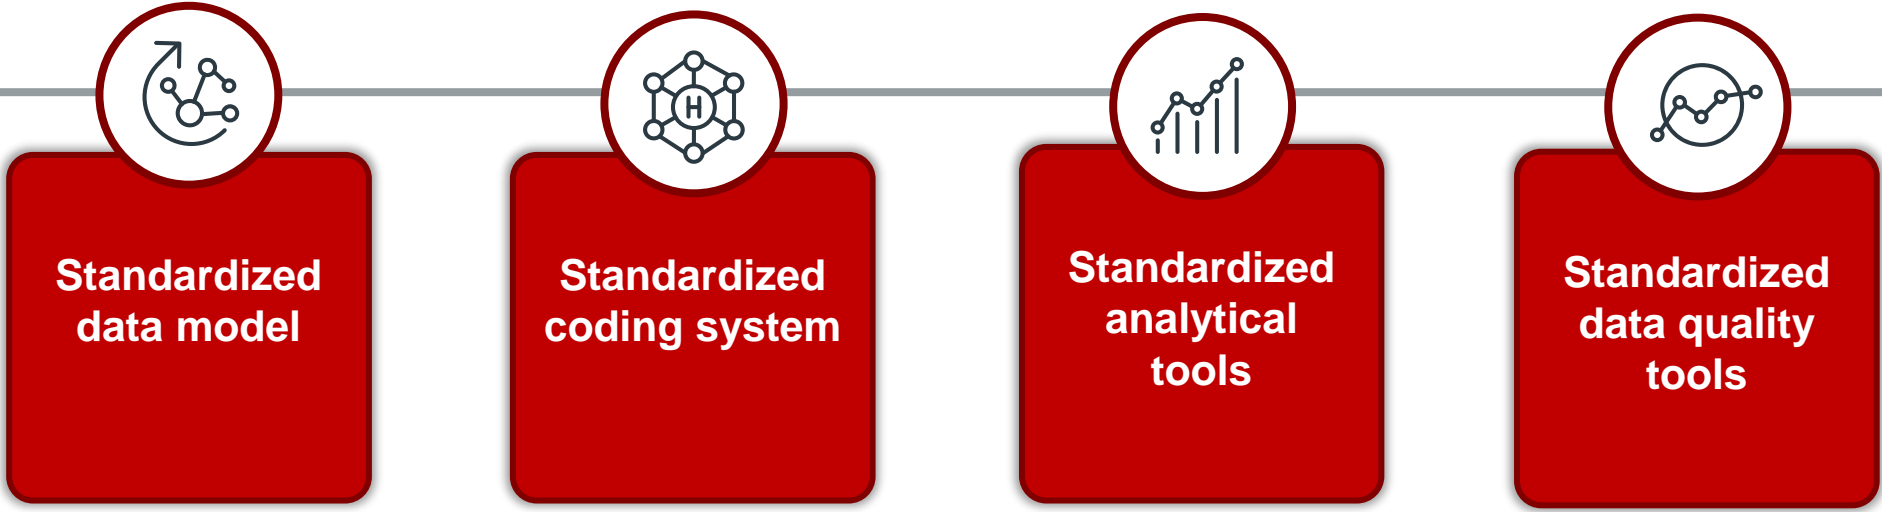 H
Standardized
data model
Standardized
coding system
Standardized
analytical
tools
Standardized
data quality
tools